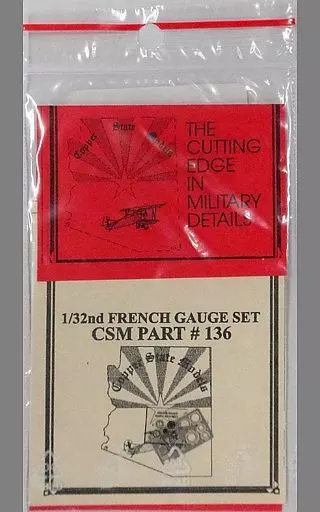 Copper State Models
THE
CUTTING
EDGE
IN
MILITARY
DETAILS
1/32nd FRENCH GAUGE SET
CSM PART # 136
Copper State Models